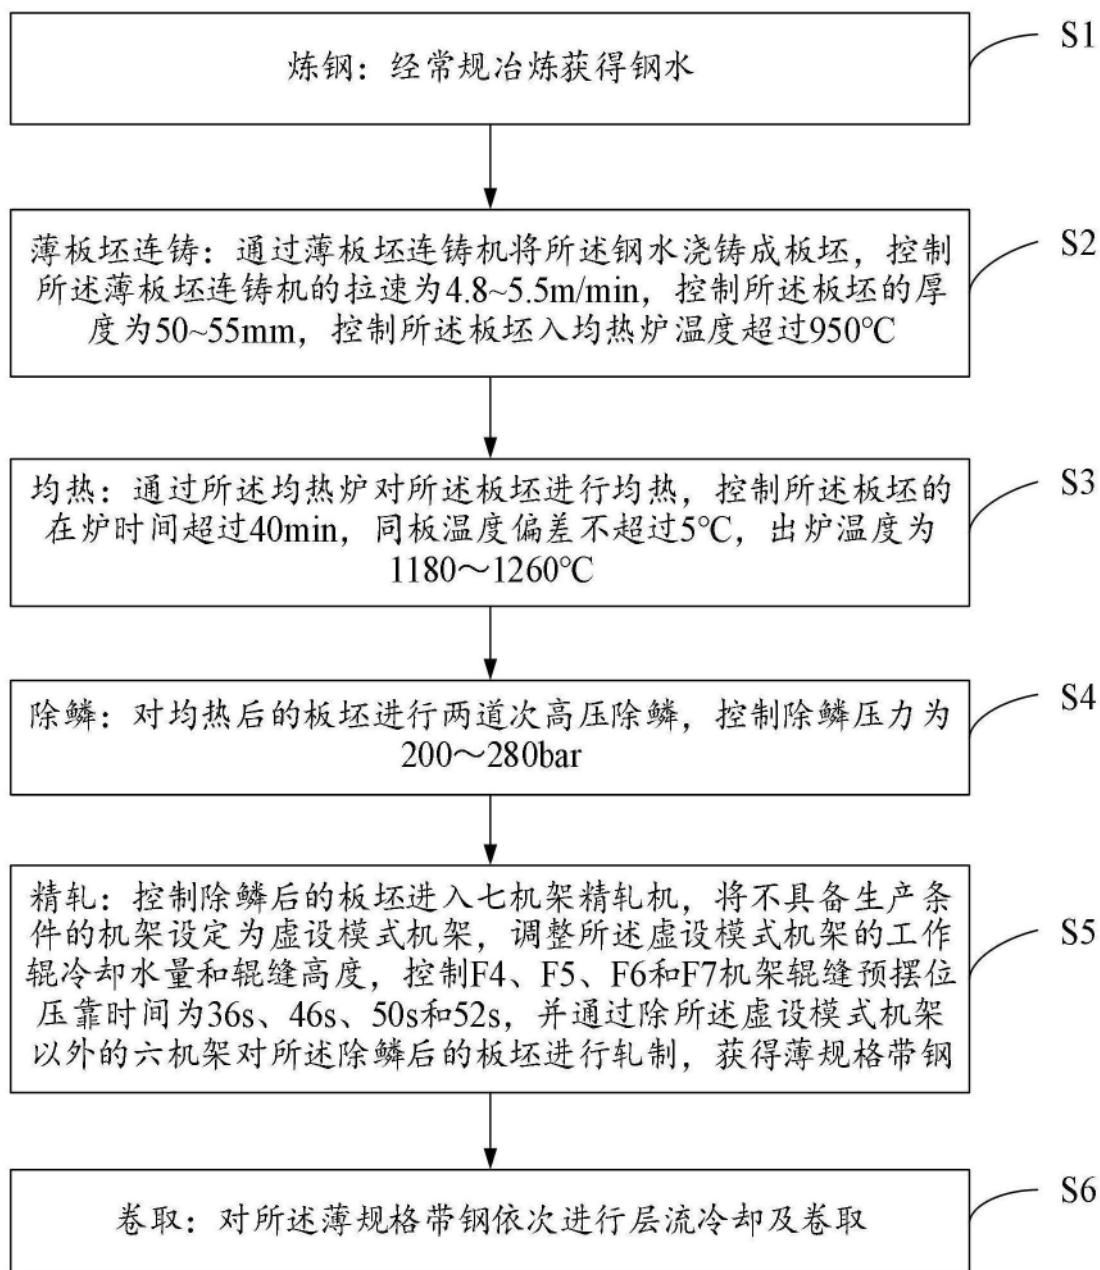 炼钢：经常规冶炼获得钢水
S1
薄板坯连铸：通过薄板坯连铸机将所述钢水浇铸成板坯，控制
所述薄板坯连铸机的拉速为4.8~5.5m/min，控制所述板坯的厚
度为50~55mm，控制所述板坯入均热炉温度超过950℃
S2
均热：通过所述均热炉对所述板坯进行均热，控制所述板坯的
在炉时间超过40min，同板温度偏差不超过5℃，出炉温度为
1180～1260℃
S3
除鳞：对均热后的板坯进行两道次高压除鳞，控制除鳞压力为
200～280bar
S4
精轧：控制除鳞后的板坯进入七机架精轧机，将不具备生产条
件的机架设定为虚设模式机架，调整所述虚设模式机架的工作
辊冷却水量和辊缝高度，控制F4、F5、F6和F7机架辊缝预摆位
压靠时间为36s、46s、50s和52s，并通过除所述虚设模式机架
以外的六机架对所述除鳞后的板坯进行轧制，获得薄规格带钢
S5
卷取：对所述薄规格带钢依次进行层流冷却及卷取
S6